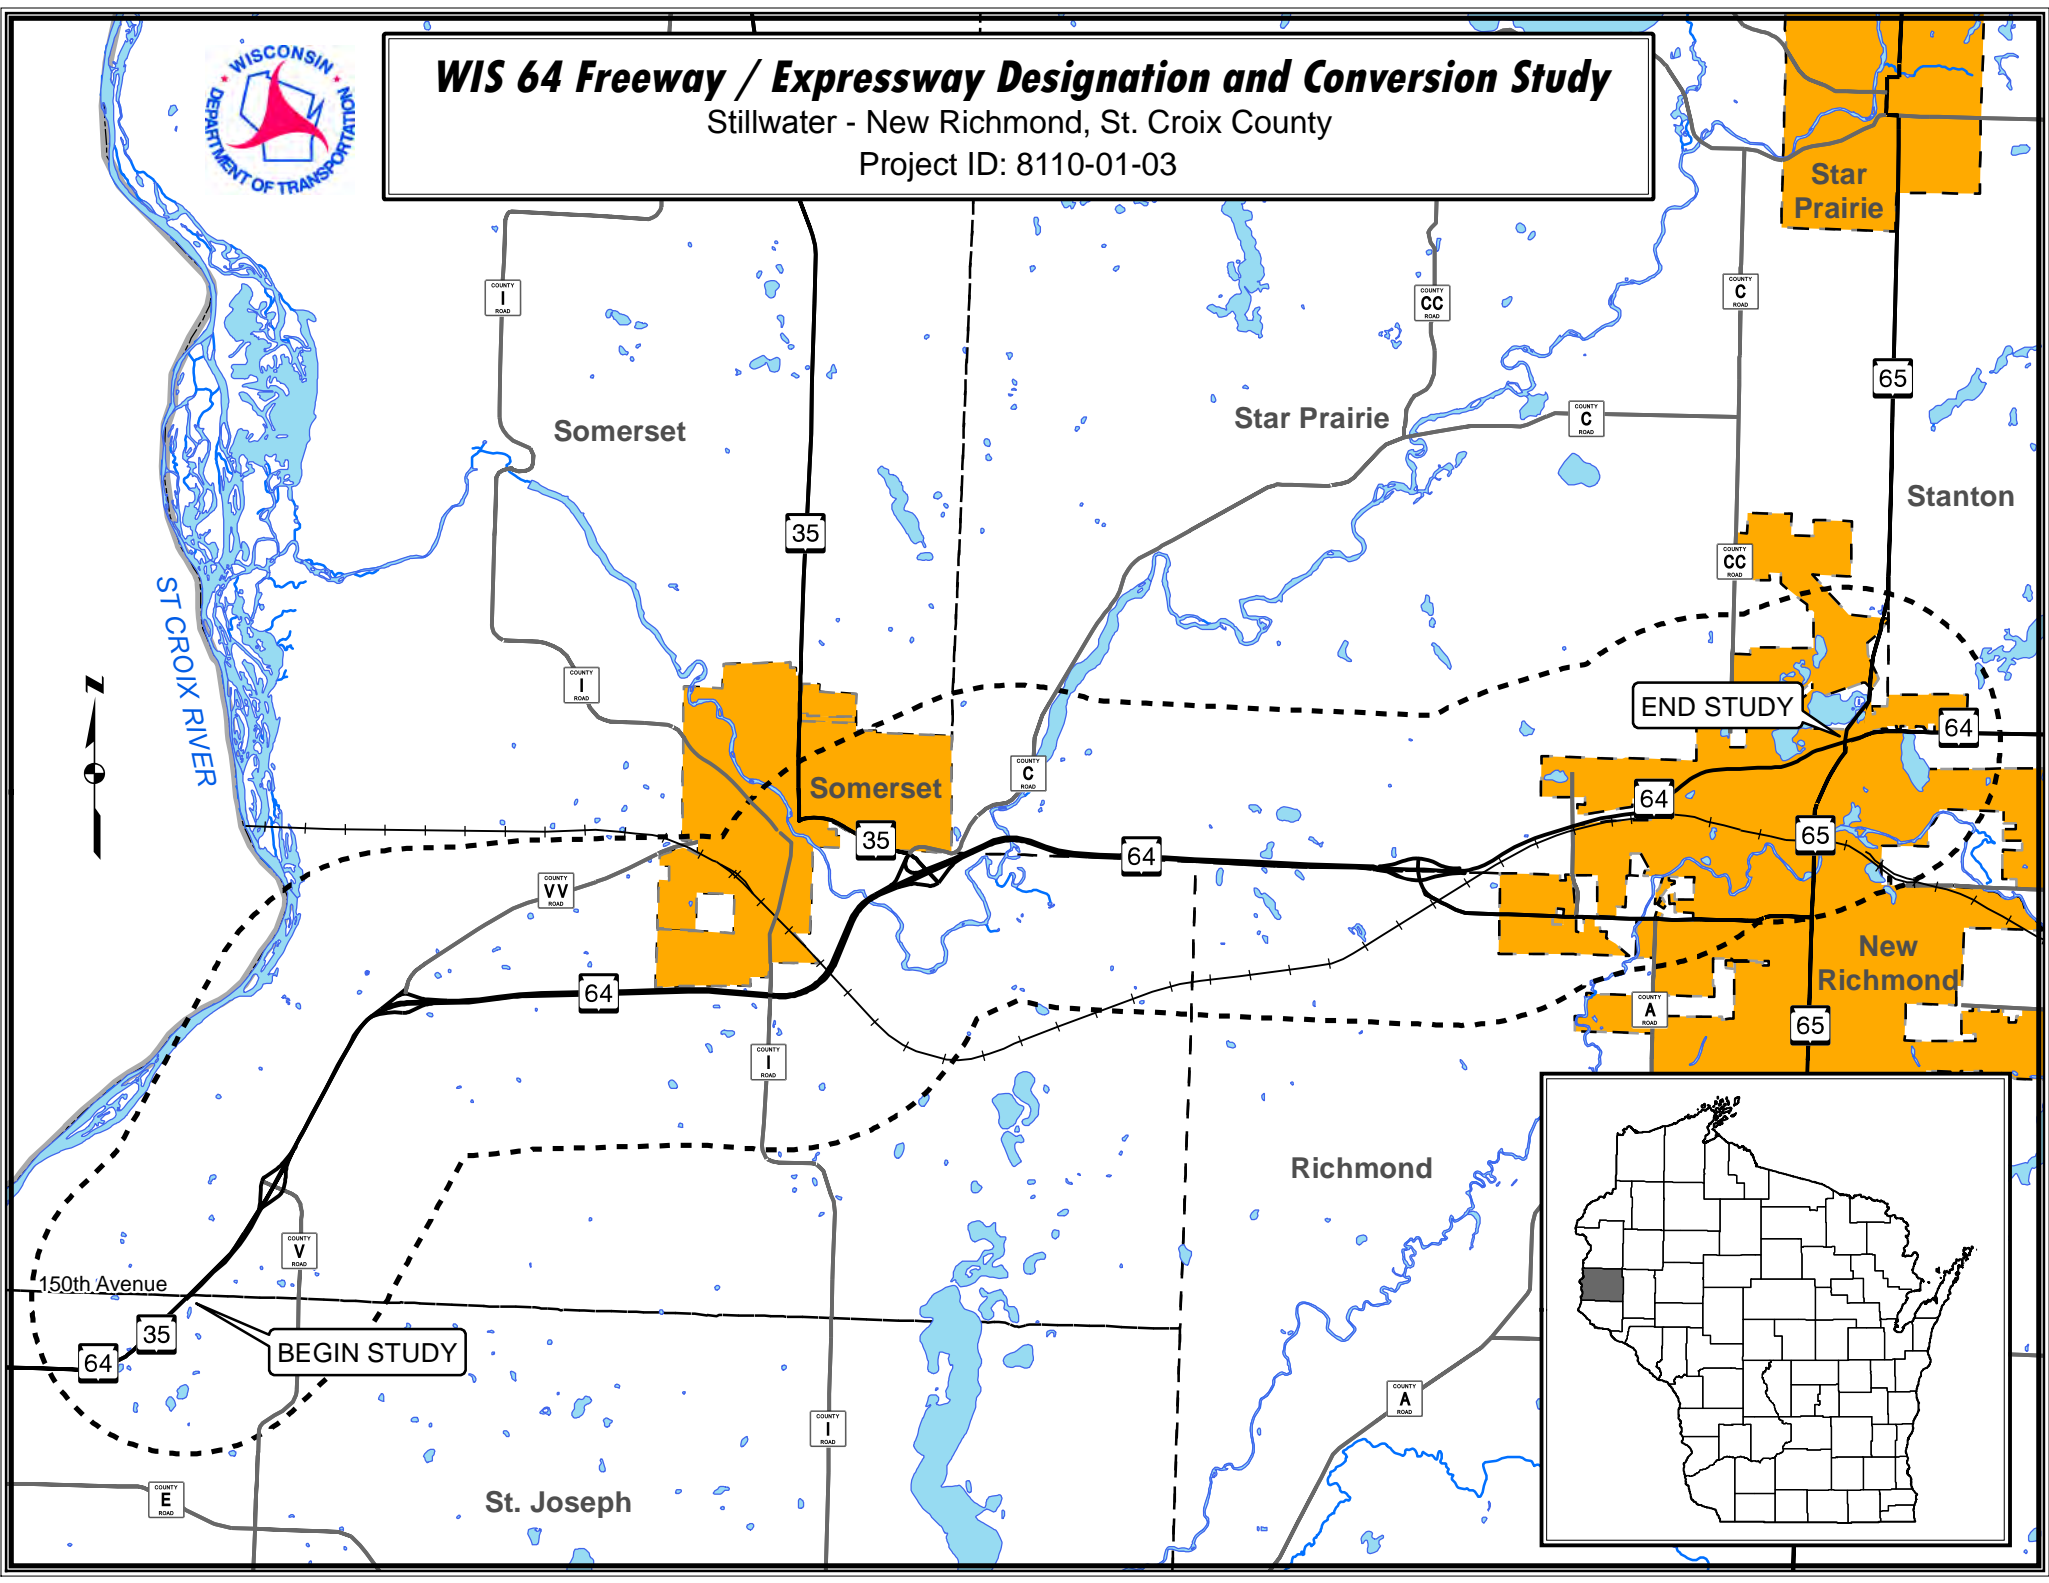 WISCONSIN
DEPARTMENT OF TRANSPORTATION
WIS 64 Freeway / Expressway Designation and Conversion Study
Stillwater - New Richmond, St. Croix County
Project ID: 8110-01-03
Star
Prairie
COUNTY
I
ROAD
COUNTY
CC
ROAD
COUNTY
C
ROAD
65
Somerset
Star Prairie
COUNTY
C
ROAD
Stanton
35
COUNTY
CC
ROAD
ST CROIX RIVER
N
COUNTY
I
ROAD
END STUDY
64
Somerset
COUNTY
C
ROAD
64
35
64
65
COUNTY
VV
ROAD
New
Richmond
64
COUNTY
A
ROAD
65
COUNTY
I
ROAD
Richmond
COUNTY
V
ROAD
150th Avenue
35
64
BEGIN STUDY
COUNTY
A
ROAD
COUNTY
I
ROAD
COUNTY
E
ROAD
St. Joseph